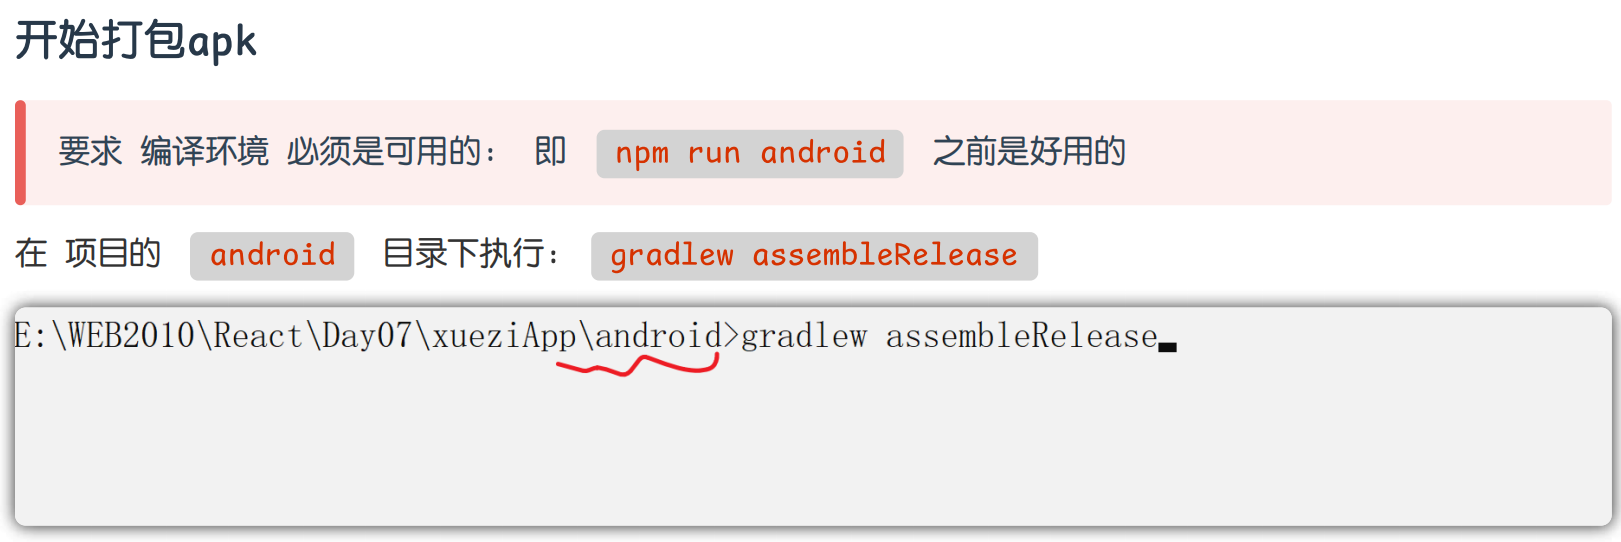 开始打包apk
要求 编译环境 必须是可用的： 即 npm run android 之前是好用的
在 项目的 android 目录下执行： gradlew assembleRelease
E:\WEB2010\React\Day07\xueziApp\android>gradlew assembleRelease